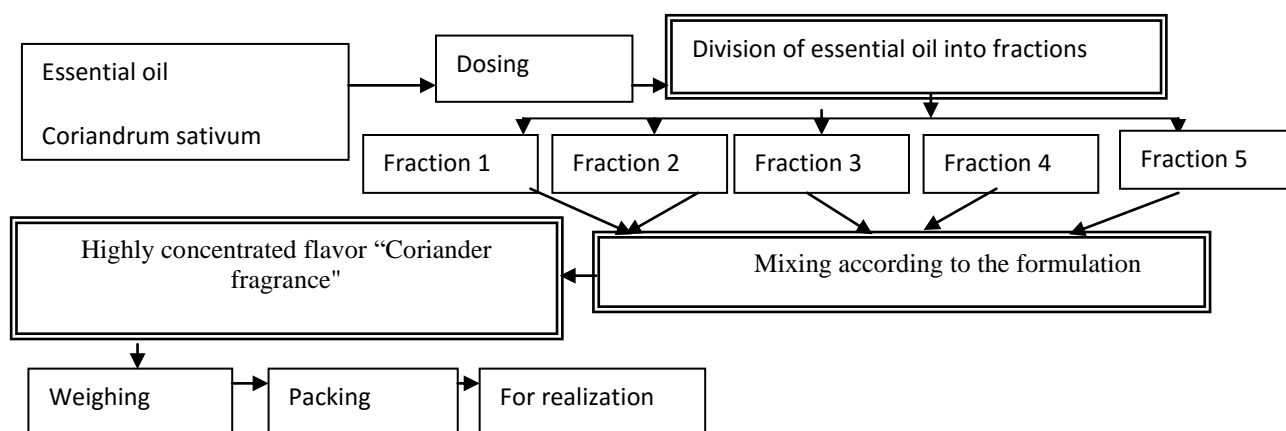 Essential oil
Coriandrum sativum
Dosing
Division of essential oil into fractions
Fraction 1
Fraction 2
Fraction 3
Fraction 4
Fraction 5
Highly concentrated flavor “Coriander
fragrance"
Mixing according to the formulation
Weighing
Packing
For realization